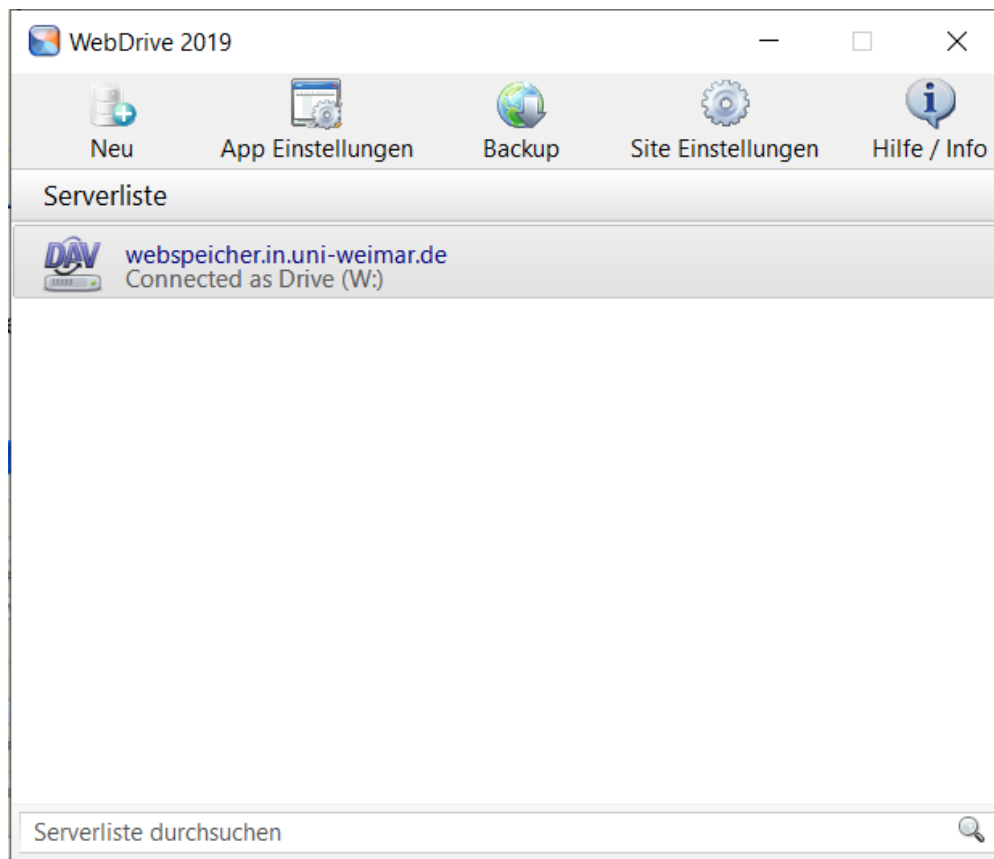 WebDrive 2019
Neu App Einstellungen Backup Site Einstellungen Hilfe / Info
Serverliste
DAV
webspeicher.in.uni-weimar.de
Connected as Drive (W:)
Serverliste durchsuchen